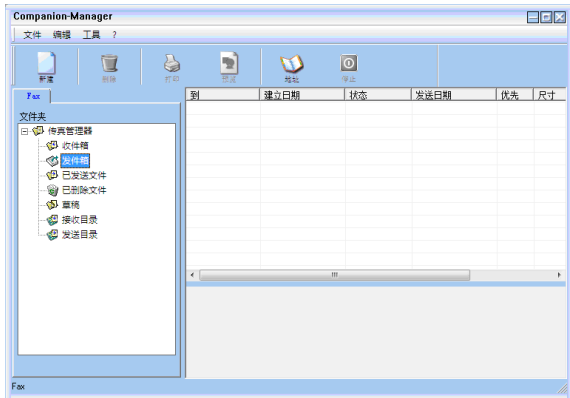 Companion-Manager
文件 编辑 工具 ?
新建 删除 打印 预览 地址 停止
Fax
到 建立日期 状态 发送日期 优先 尺寸
文件夹
传真管理器
收件箱
发件箱
已发送文件
已删除文件
草稿
接收目录
发送目录
Fax